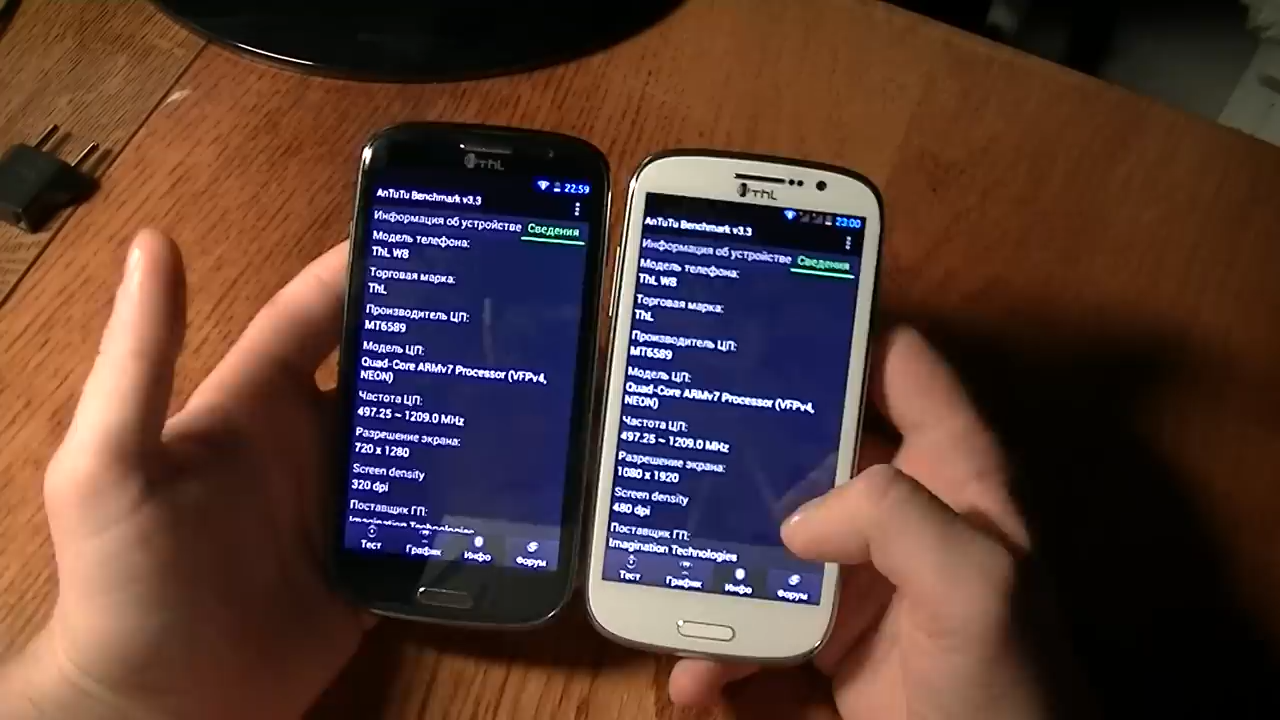 ThL
22:59
AnTuTu Benchmark v3.3
Информация об устройстве
Сведения
Модель телефона:
ThL W8
Торговая марка:
ThL
Производитель ЦП:
MT6589
Модель ЦП:
Quad-Core ARMv7 Processor (VFPv4,
NEON)
Частота ЦП:
497.25 ~ 1209.0 MHz
Разрешение экрана:
720 x 1280
Screen density
320 dpi
Поставщик ГП:
Imagination Technologies
Тест
График
Инфо
Форум
ThL
23:00
AnTuTu Benchmark v3.3
Информация об устройстве
Сведения
Модель телефона:
ThL W8
Торговая марка:
ThL
Производитель ЦП:
MT6589
Модель ЦП:
Quad-Core ARMv7 Processor (VFPv4,
NEON)
Частота ЦП:
497.25 ~ 1209.0 MHz
Разрешение экрана:
1080 x 1920
Screen density
480 dpi
Поставщик ГП:
Imagination Technologies
Тест
График
Инфо
Форум